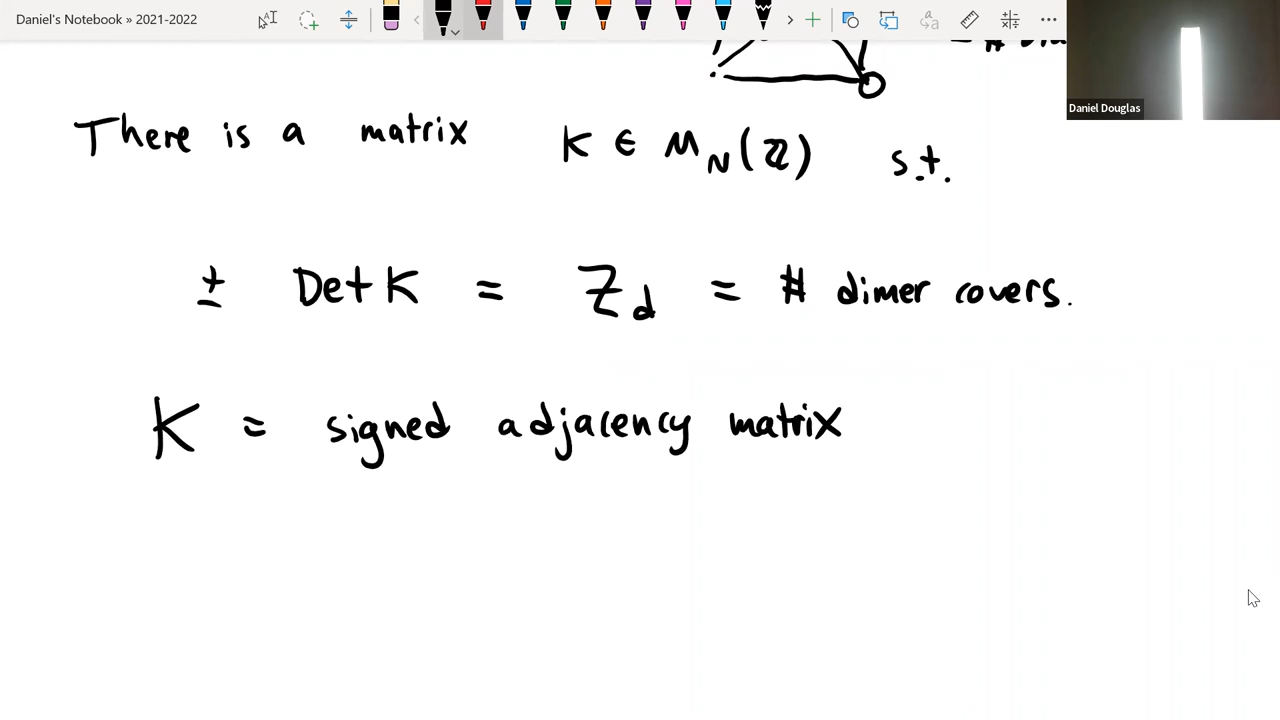 Daniel's Notebook » 2021-2022
Daniel Douglas
There is a matrix K ∈ M_N(ℤ) s.t.
± Det K = Z_d = # dimer covers.
K = signed adjacency matrix